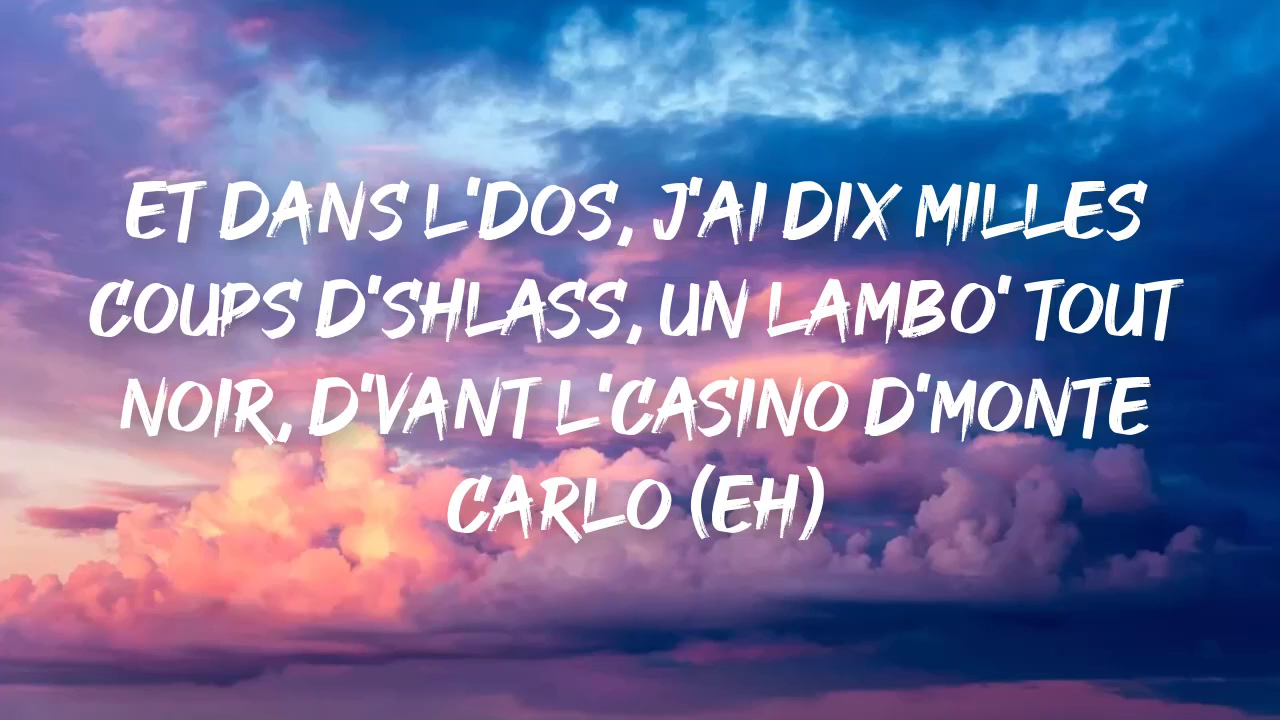 ET DANS L'DOS, J'AI DIX MILLES
COUPS D'SHLASS, UN LAMBO' TOUT
NOIR, D'VANT L'CASINO D'MONTE
CARLO (EH)